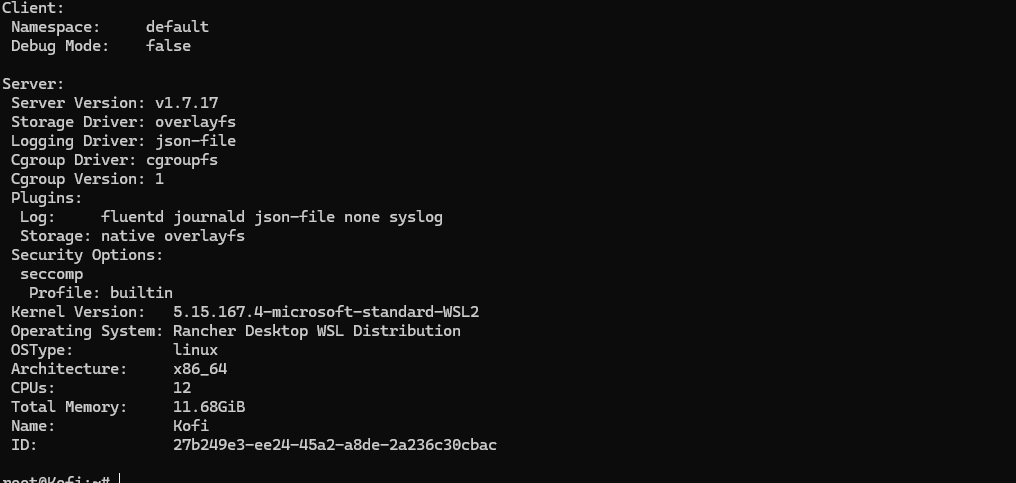 Client:
 Namespace:     default
 Debug Mode:    false

Server:
 Server Version: v1.7.17
 Storage Driver: overlayfs
 Logging Driver: json-file
 Cgroup Driver: cgroupfs
 Cgroup Version: 1
 Plugins:
  Log:     fluentd journald json-file none syslog
  Storage: native overlayfs
 Security Options:
  seccomp
   Profile: builtin
 Kernel Version:   5.15.167.4-microsoft-standard-WSL2
 Operating System: Rancher Desktop WSL Distribution
 OSType:           linux
 Architecture:     x86_64
 CPUs:             12
 Total Memory:     11.68GiB
 Name:             Kofi
 ID:               27b249e3-ee24-45a2-a8de-2a236c30cbac

root@Kofi:~#